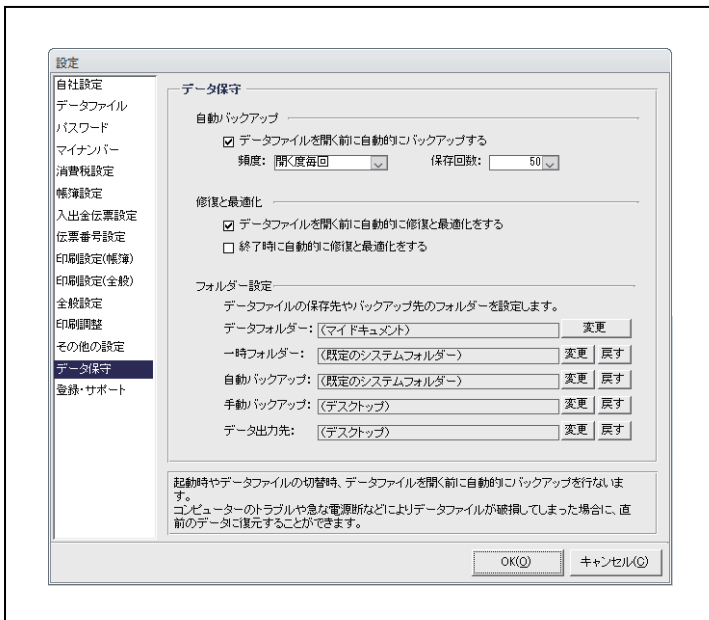 設定
自社設定
データファイル
パスワード
マイナンバー
消費税設定
帳簿設定
入出金伝票設定
伝票番号設定
印刷設定(帳簿)
印刷設定(全般)
全般設定
印刷調整
その他の設定
データ保守
登録・サポート
データ保守
自動バックアップ
データファイルを開く前に自動的にバックアップする
頻度: 開く度毎回 保存回数: 50
修復と最適化
データファイルを開く前に自動的に修復と最適化をする
終了時に自動的に修復と最適化をする
フォルダー設定
データファイルの保存先やバックアップ先のフォルダーを設定します。
データフォルダー: (マイドキュメント) 変更
一時フォルダー: (既定のシステムフォルダー) 変更 戻す
自動バックアップ: (既定のシステムフォルダー) 変更 戻す
手動バックアップ: (デスクトップ) 変更 戻す
データ出力先: (デスクトップ) 変更 戻す
起動時やデータファイルの切替時、データファイルを開く前に自動的にバックアップを行ないま
す。
コンピューターのトラブルや急な電源断などによりデータファイルが破損してしまった場合に、直
前のデータに復元することができます。
OK(O) キャンセル(C)